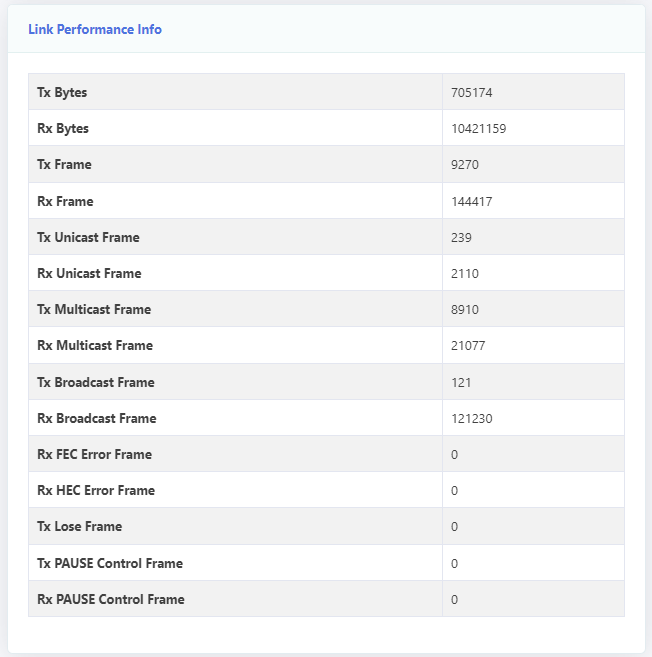 Link Performance Info
Tx Bytes 705174
Rx Bytes 10421159
Tx Frame 9270
Rx Frame 144417
Tx Unicast Frame 239
Rx Unicast Frame 2110
Tx Multicast Frame 8910
Rx Multicast Frame 21077
Tx Broadcast Frame 121
Rx Broadcast Frame 121230
Rx FEC Error Frame 0
Rx HEC Error Frame 0
Tx Lose Frame 0
Tx PAUSE Control Frame 0
Rx PAUSE Control Frame 0